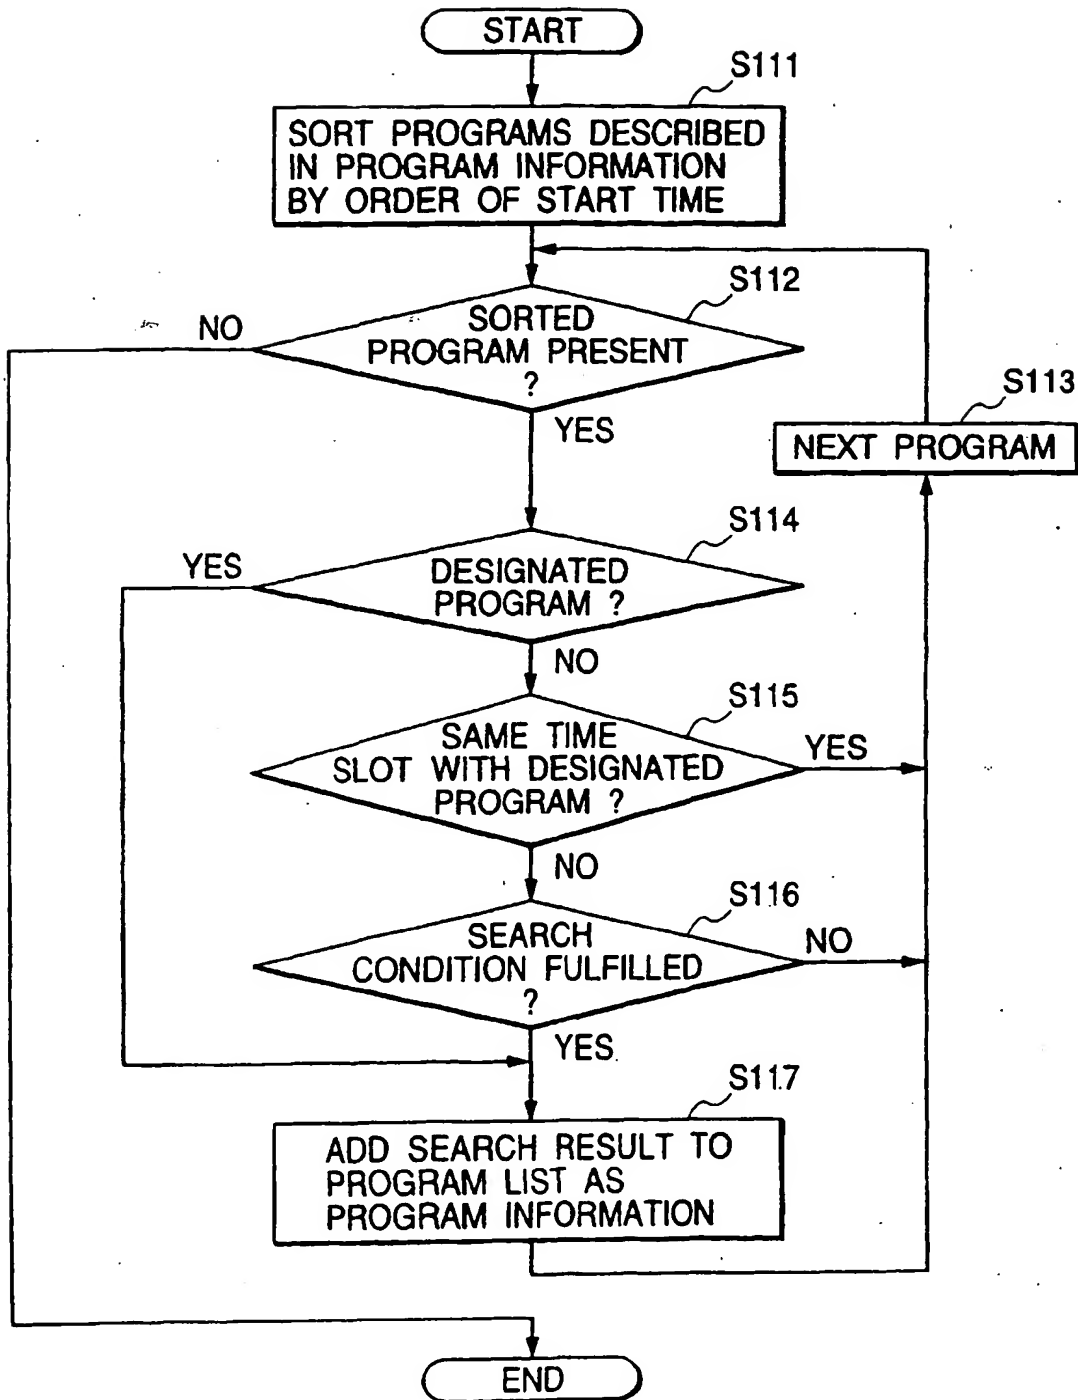 START
S111
SORT PROGRAMS DESCRIBED
IN PROGRAM INFORMATION
BY ORDER OF START TIME
S112
NO
SORTED
PROGRAM PRESENT
?
S113
YES
NEXT PROGRAM
S114
YES
DESIGNATED
PROGRAM ?
NO
S115
SAME TIME
SLOT WITH DESIGNATED
PROGRAM ?
YES
NO
S116
SEARCH
CONDITION FULFILLED
?
NO
YES
S117
ADD SEARCH RESULT TO
PROGRAM LIST AS
PROGRAM INFORMATION
END